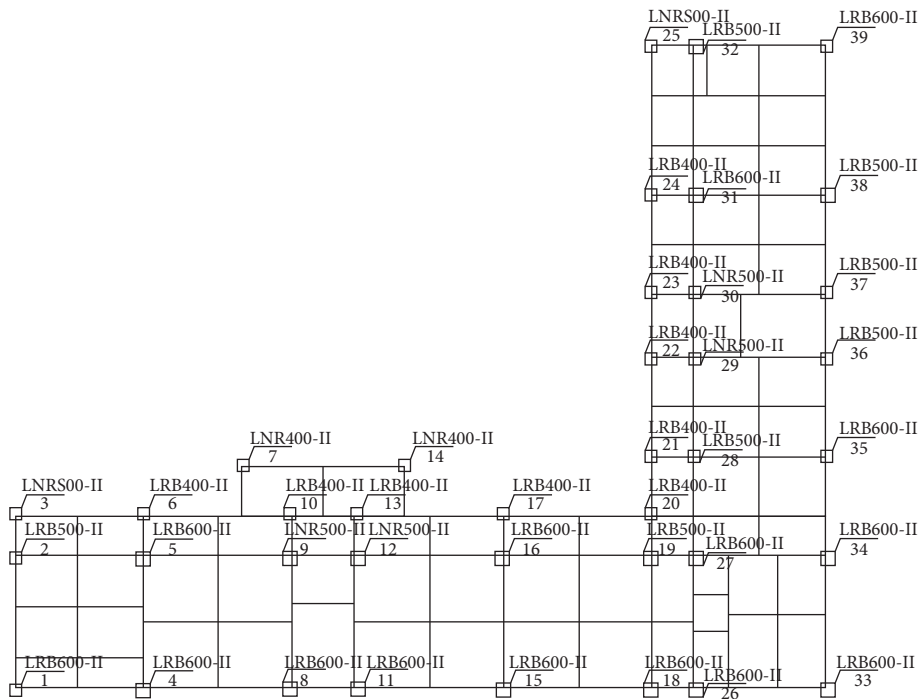 LNRS00-II
25
LRB500-II
32
LRB600-II
39
LRB400-II
24
LRB600-II
31
LRB500-II
38
LRB400-II
23
LNR500-II
30
LRB500-II
37
LRB400-II
22
LNR500-II
29
LRB500-II
36
LRB400-II
21
LRB500-II
28
LRB600-II
35
LNR400-II
7
LNR400-II
14
LNRS00-II
3
LRB400-II
6
LRB400-II
10
LRB400-II
13
LRB400-II
17
LRB400-II
20
LRB500-II
2
LRB600-II
5
LNR500-II
9
LNR500-II
12
LRB600-II
16
LRB500-II
19
LRB600-II
27
LRB600-II
34
LRB600-II
1
LRB600-II
4
LRB600-II
8
LRB600-II
11
LRB600-II
15
LRB600-II
18
LRB600-II
26
LRB600-II
33